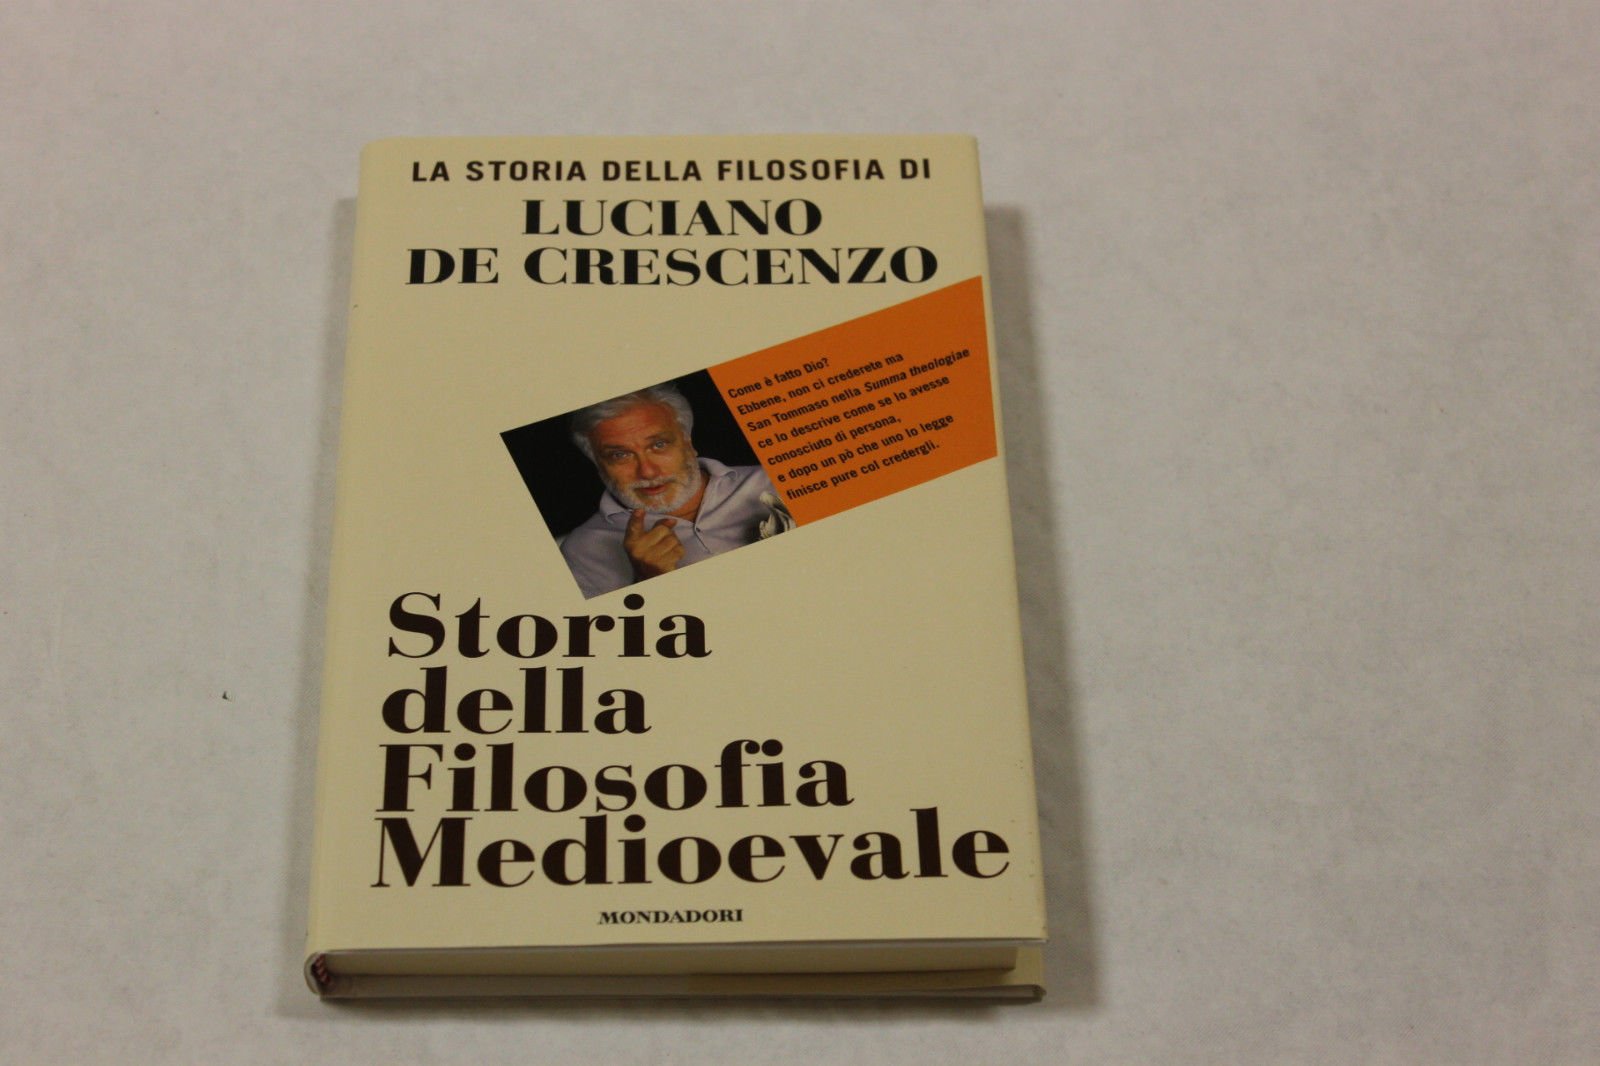 LA STORIA DELLA FILOSOFIA DI
LUCIANO
DE CRESCENZO
Come è fatto Dio?
Ebbene, non ci crederete ma
San Tommaso nella Summa theologiae
ce lo descrive come se lo avesse
conosciuto di persona,
e dopo un pò che uno lo legge
finisce pure col credergli.
Storia
della
Filosofia
Medioevale
MONDADORI